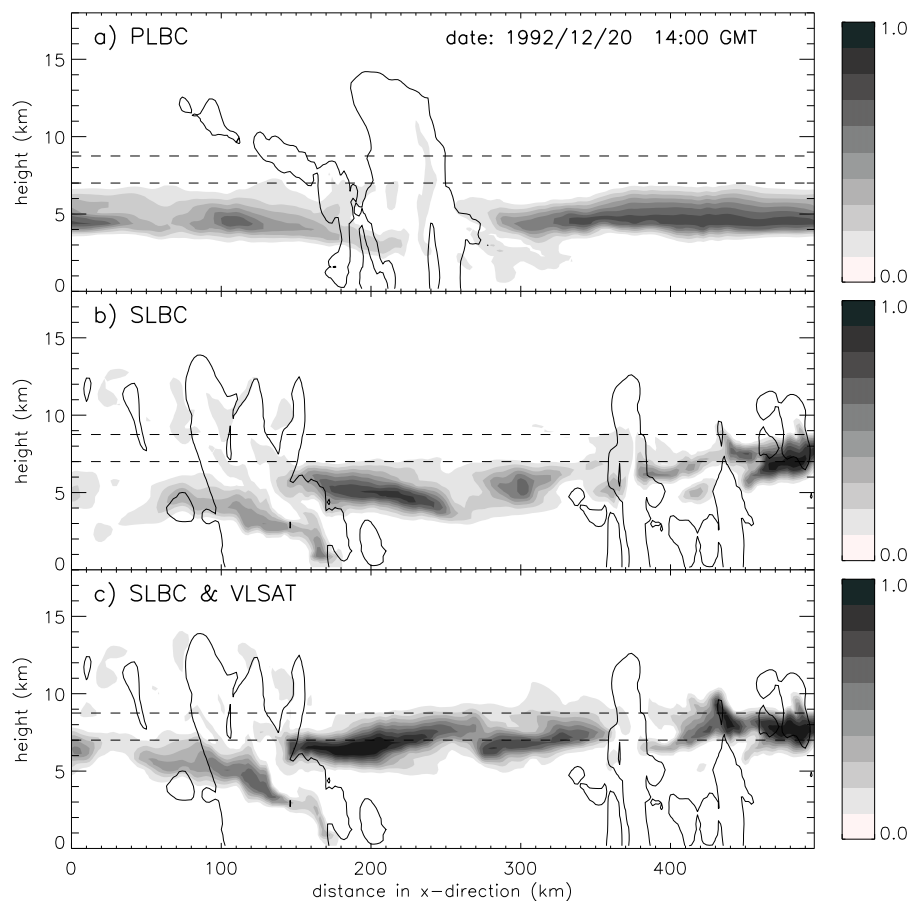 a) PLBC
date: 1992/12/20 14:00 GMT
height (km)
15
10
5
0
1.0
0.0
b) SLBC
height (km)
15
10
5
0
1.0
0.0
c) SLBC & VLSAT
height (km)
15
10
5
0
1.0
0.0
0 100 200 300 400
distance in x-direction (km)